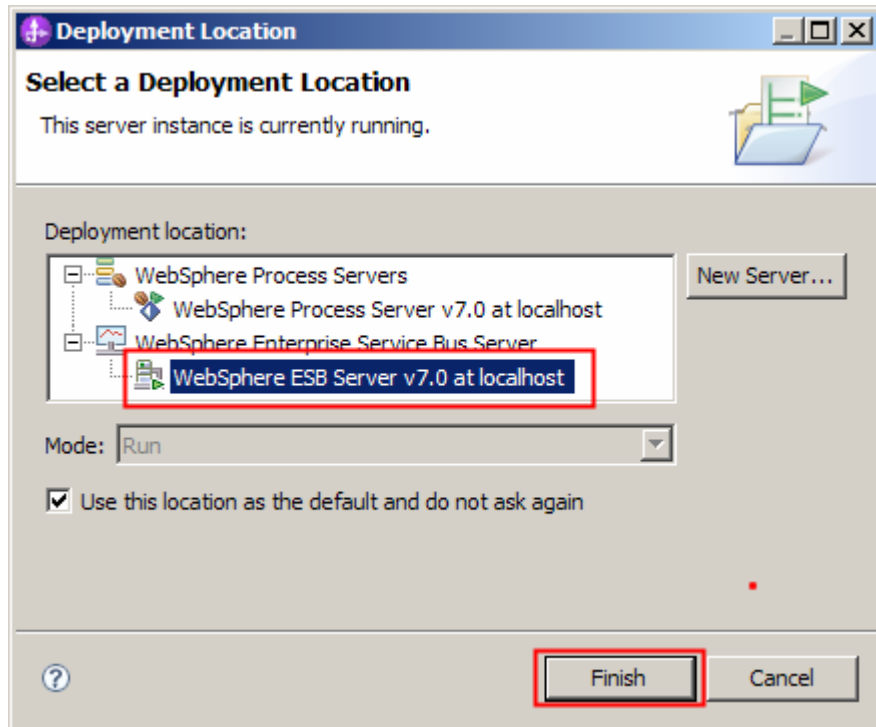 Deployment Location
Select a Deployment Location
This server instance is currently running.
Deployment location:
WebSphere Process Servers
New Server...
WebSphere Process Server v7.0 at localhost
WebSphere Enterprise Service Bus Server
WebSphere ESB Server v7.0 at localhost
Mode: Run
Use this location as the default and do not ask again
? Finish Cancel